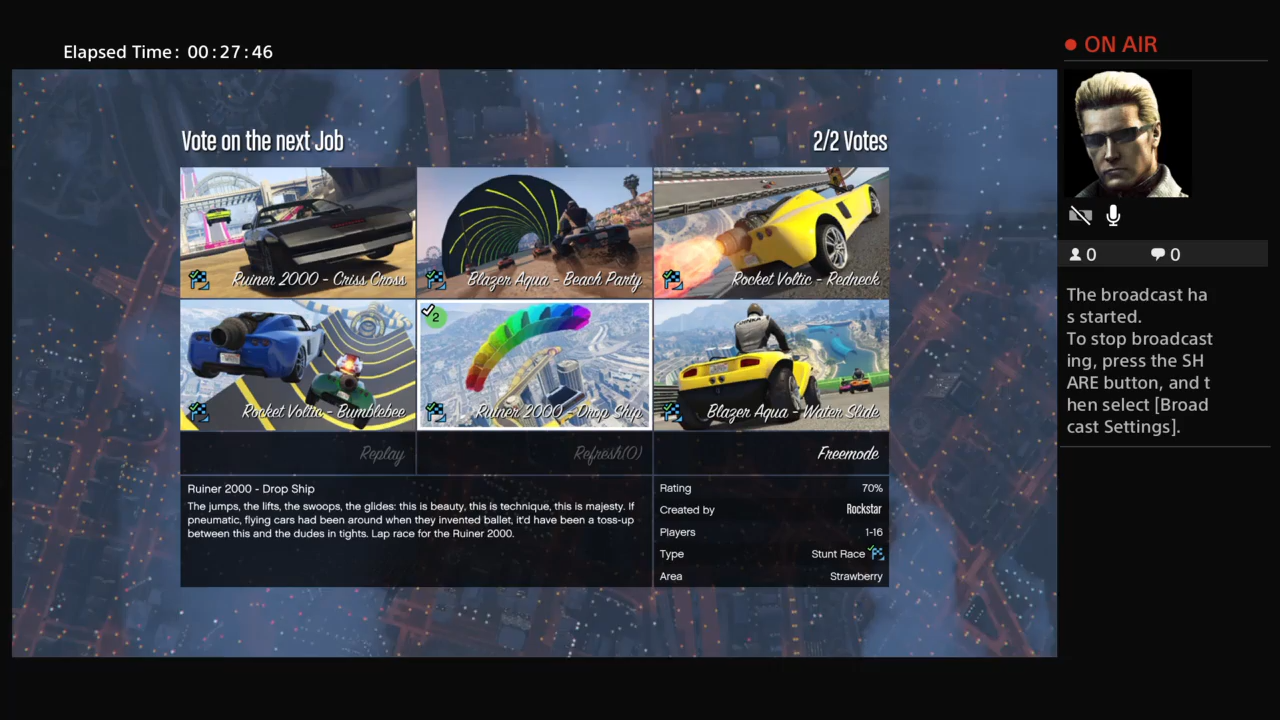 Elapsed Time: 00:27:46
ON AIR
Vote on the next Job
2/2 Votes
Ruiner 2000 - Criss Cross
Blazer Aqua - Beach Party
Rocket Voltic - Redneck
2
Rocket Voltic - Bumblebee
Ruiner 2000 - Drop Ship
Blazer Aqua - Water Slide
Replay
Refresh(0)
Freemode
Ruiner 2000 - Drop Ship
The jumps, the lifts, the swoops, the glides: this is beauty, this is technique, this is majesty. If
pneumatic, flying cars had been around when they invented ballet, it'd have been a toss-up
between this and the dudes in tights. Lap race for the Ruiner 2000.
Rating 70%
Created by Rockstar
Players 1-16
Type Stunt Race
Area Strawberry
0 0
The broadcast ha
s started.
To stop broadcast
ing, press the SH
ARE button, and t
hen select [Broad
cast Settings].